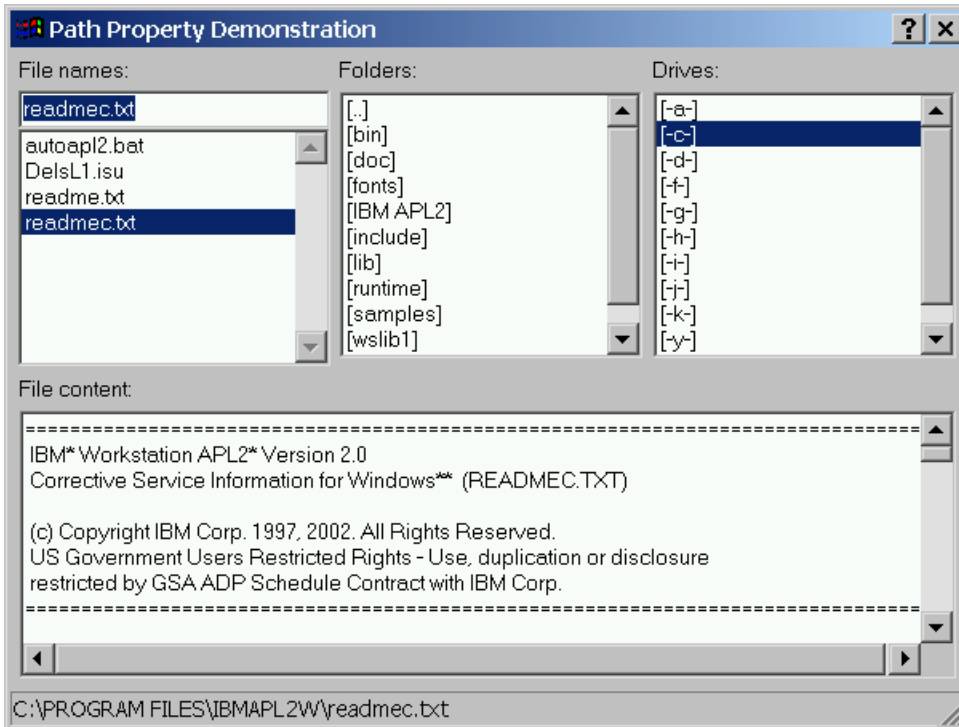 Path Property Demonstration
File names:
readmec.txt
autoapl2.bat
DelsL1.isu
readme.txt
readmec.txt
Folders:
[..]
[bin]
[doc]
[fonts]
[IBM APL2]
[include]
[lib]
[runtime]
[samples]
[wslib1]
Drives:
[-a-]
[-c-]
[-d-]
[-f-]
[-g-]
[-h-]
[-i-]
[-j-]
[-k-]
[-y-]
File content:
==============================================================================
IBM* Workstation APL2* Version 2.0
Corrective Service Information for Windows** (README​C.TXT)
(c) Copyright IBM Corp. 1997, 2002. All Rights Reserved.
US Government Users Restricted Rights - Use, duplication or disclosure
restricted by GSA ADP Schedule Contract with IBM Corp.
==============================================================================
C:\PROGRAM FILES\IBMAPL2W\readmec.txt